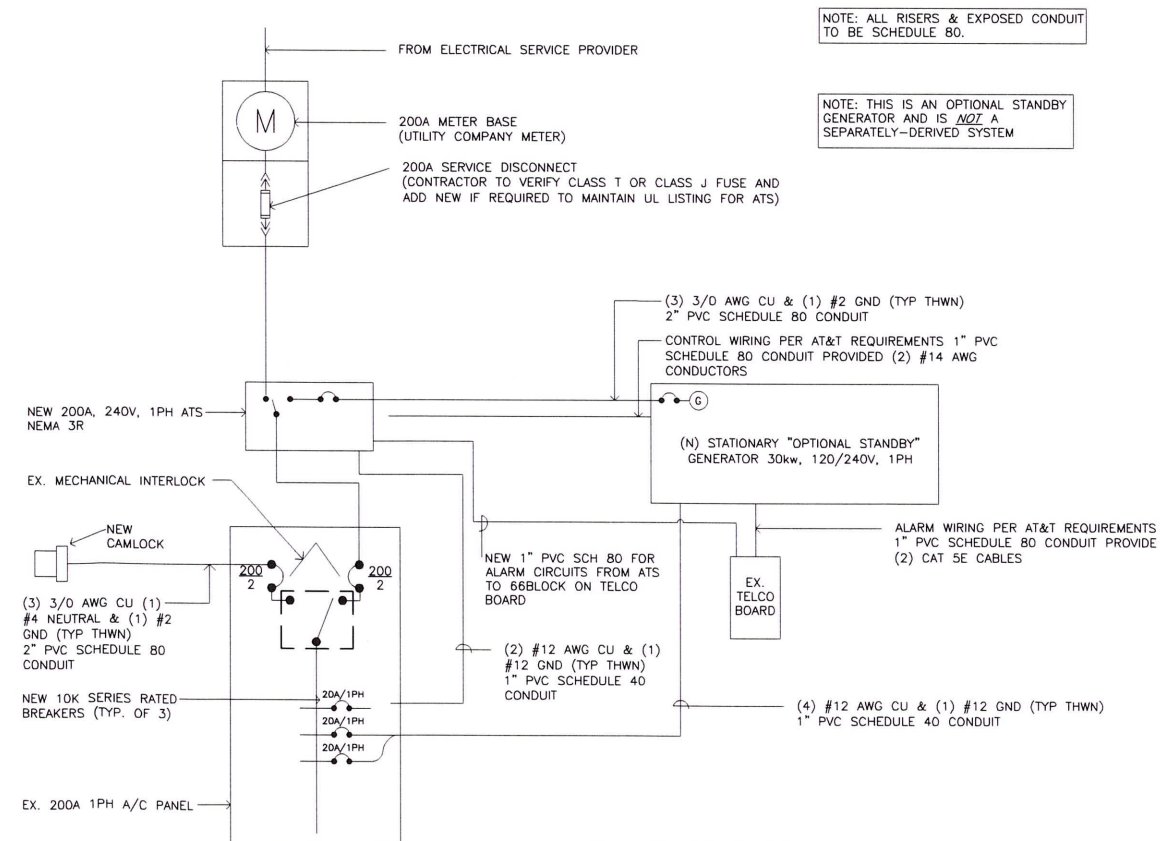 NOTE: ALL RISERS & EXPOSED CONDUIT
TO BE SCHEDULE 80.
FROM ELECTRICAL SERVICE PROVIDER
NOTE: THIS IS AN OPTIONAL STANDBY
GENERATOR AND IS NOT A
SEPARATELY-DERIVED SYSTEM
M
200A METER BASE
(UTILITY COMPANY METER)
200A SERVICE DISCONNECT
(CONTRACTOR TO VERIFY CLASS T OR CLASS J FUSE AND
ADD NEW IF REQUIRED TO MAINTAIN UL LISTING FOR ATS)
(3) 3/0 AWG CU & (1) #2 GND (TYP THWN)
2" PVC SCHEDULE 80 CONDUIT
CONTROL WIRING PER AT&T REQUIREMENTS 1" PVC
SCHEDULE 80 CONDUIT PROVIDED (2) #14 AWG
CONDUCTORS
NEW 200A, 240V, 1PH ATS
NEMA 3R
G
(N) STATIONARY "OPTIONAL STANDBY"
GENERATOR 30kw, 120/240V, 1PH
EX. MECHANICAL INTERLOCK
NEW
CAMLOCK
200
2
200
2
NEW 1" PVC SCH 80 FOR
ALARM CIRCUITS FROM ATS
TO 66BLOCK ON TELCO
BOARD
EX.
TELCO
BOARD
ALARM WIRING PER AT&T REQUIREMENTS
1" PVC SCHEDULE 80 CONDUIT PROVIDE
(2) CAT 5E CABLES
(3) 3/0 AWG CU (1)
#4 NEUTRAL & (1) #2
GND (TYP THWN)
2" PVC SCHEDULE 80
CONDUIT
(2) #12 AWG CU & (1)
#12 GND (TYP THWN)
1" PVC SCHEDULE 40
CONDUIT
NEW 10K SERIES RATED
BREAKERS (TYP. OF 3)
20A/1PH
20A/1PH
20A/1PH
(4) #12 AWG CU & (1) #12 GND (TYP THWN)
1" PVC SCHEDULE 40 CONDUIT
EX. 200A 1PH A/C PANEL